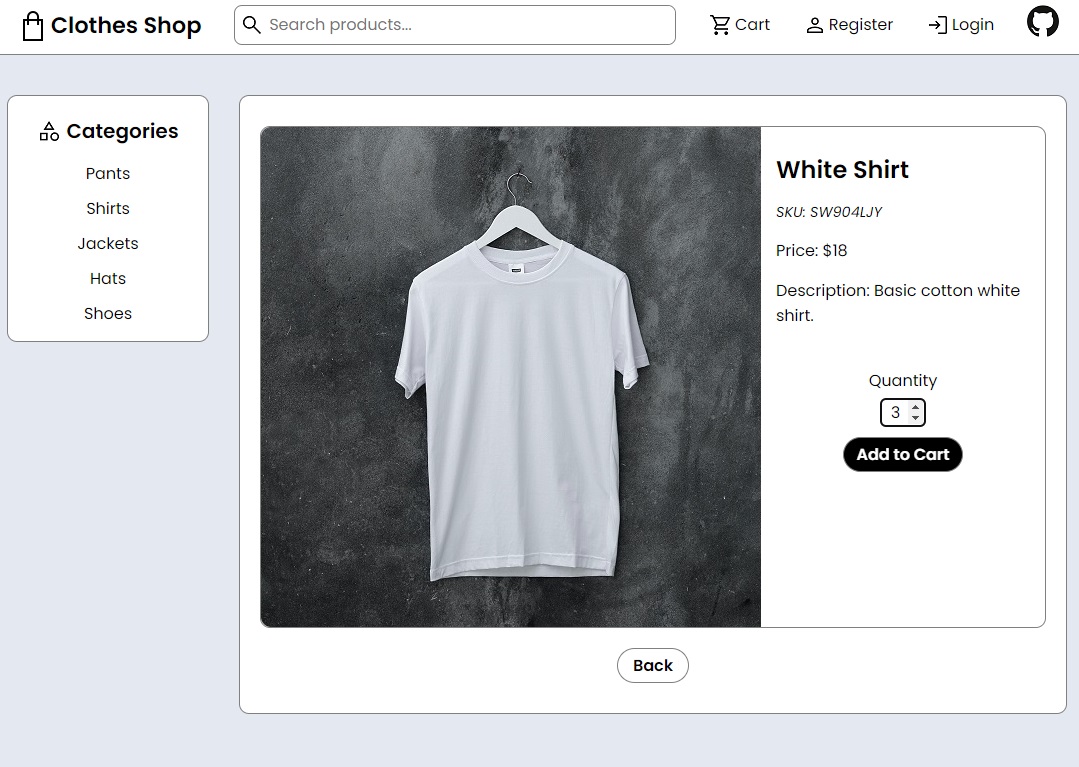 Clothes Shop
Search products...
Cart
Register
Login
Categories
Pants
Shirts
Jackets
Hats
Shoes
White Shirt
SKU: SW904LJY
Price: $18
Description: Basic cotton white
shirt.
Quantity
3
Add to Cart
Back